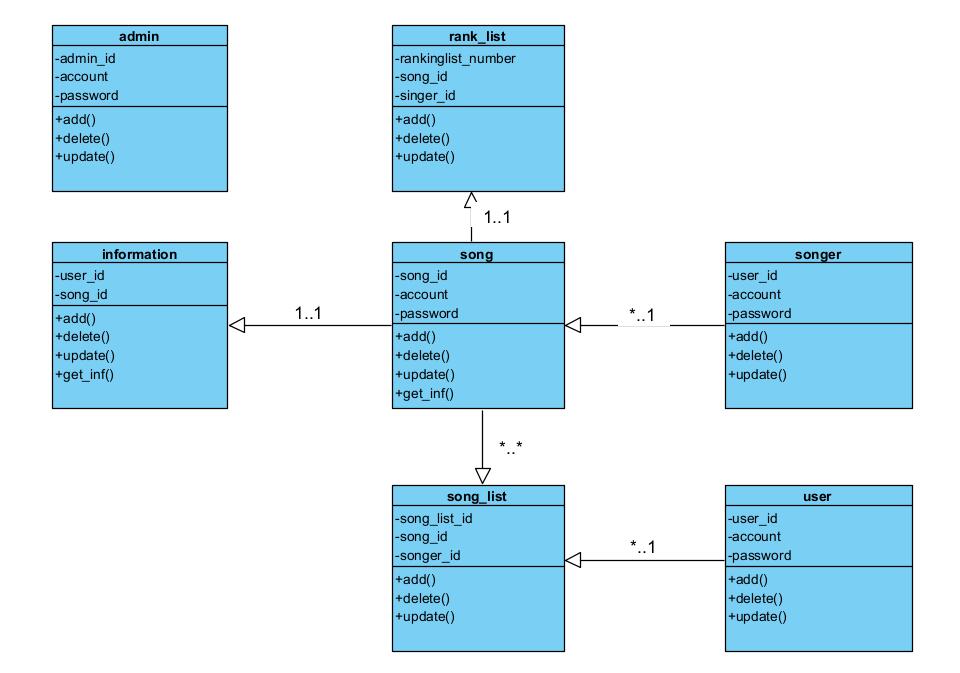 admin
-admin_id
-account
-password
+add()
+delete()
+update()
rank_list
-rankinglist_number
-song_id
-singer_id
+add()
+delete()
+update()
1..1
information
-user_id
-song_id
+add()
+delete()
+update()
+get_inf()
1..1
song
-song_id
-account
-password
+add()
+delete()
+update()
+get_inf()
*..1
songer
-user_id
-account
-password
+add()
+delete()
+update()
*..*
song_list
-song_list_id
-song_id
-songer_id
+add()
+delete()
+update()
*..1
user
-user_id
-account
-password
+add()
+delete()
+update()